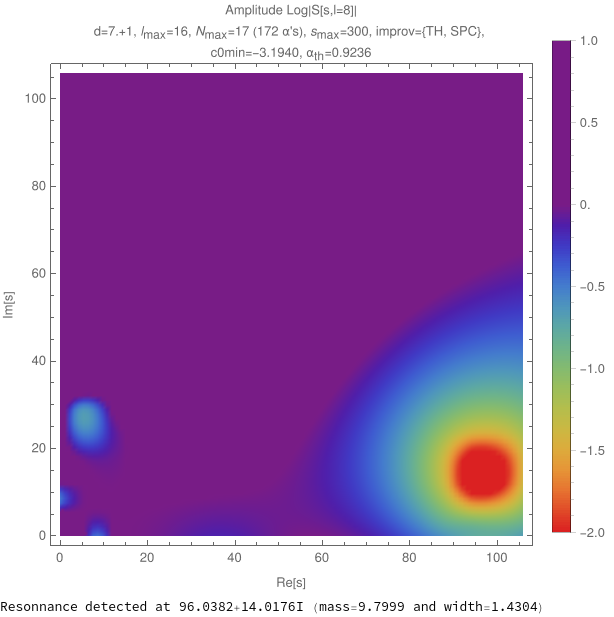 Amplitude Log|S[s,l=8]|
d=7.+1, lmax=16, Nmax=17 (172 α's), smax=300, improv={TH, SPC},
c0min=−3.1940, αth=0.9236
1.0
0.5
0.
−0.5
−1.0
−1.5
−2.0
100
80
60
40
20
0
Im[s]
0 20 40 60 80 100
Re[s]
Resonnance detected at 96.0382+14.0176I (mass=9.7999 and width=1.4304)